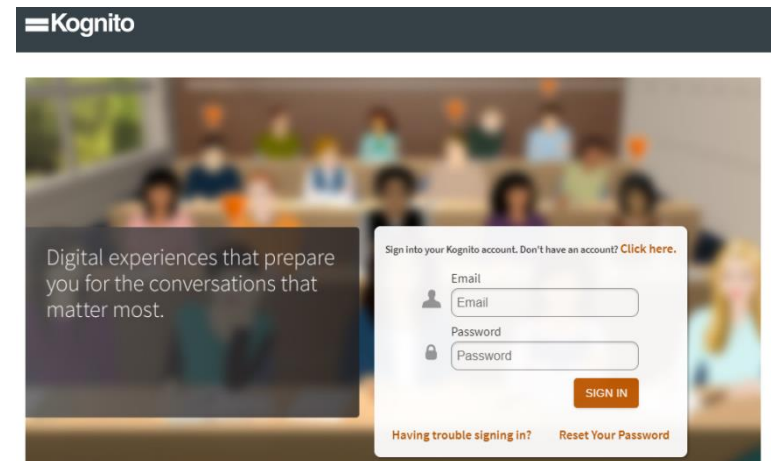 Kognito
Digital experiences that prepare
you for the conversations that
matter most.
Sign into your Kognito account. Don't have an account? Click here.
Email
Email
Password
Password
SIGN IN
Having trouble signing in? Reset Your Password